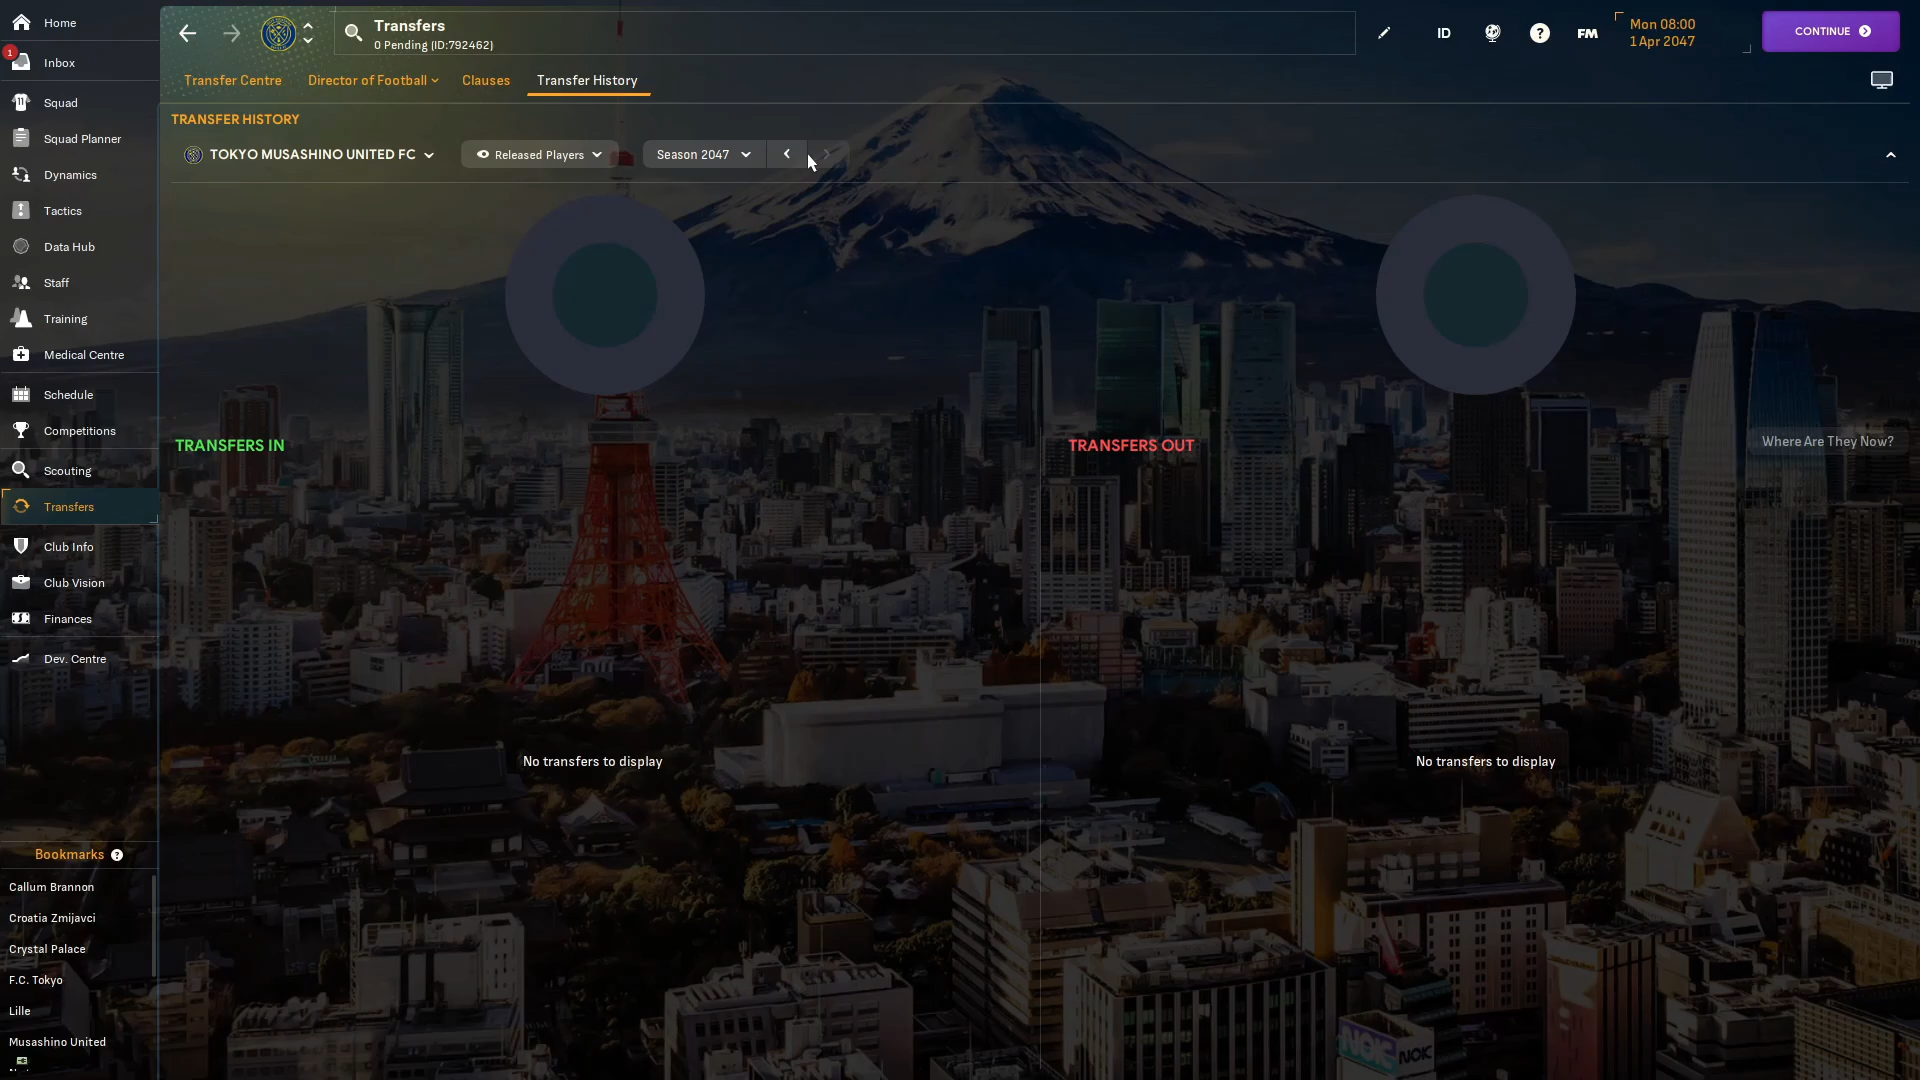 Home
1
Inbox
Squad
Squad Planner
Dynamics
Tactics
Data Hub
Staff
Training
Medical Centre
Schedule
Competitions
Scouting
Transfers
Club Info
Club Vision
Finances
Dev. Centre
Bookmarks ?
Callum Brannon
Croatia Zmijavci
Crystal Palace
F.C. Tokyo
Lille
Musashino United
Transfers
0 Pending (ID:792462)
ID
?
FM
Mon 08:00
1 Apr 2047
CONTINUE
Transfer Centre
Director of Football
Clauses
Transfer History
TRANSFER HISTORY
TOKYO MUSASHINO UNITED FC
Released Players
Season 2047
TRANSFERS IN
TRANSFERS OUT
Where Are They Now?
No transfers to display
No transfers to display
NOK